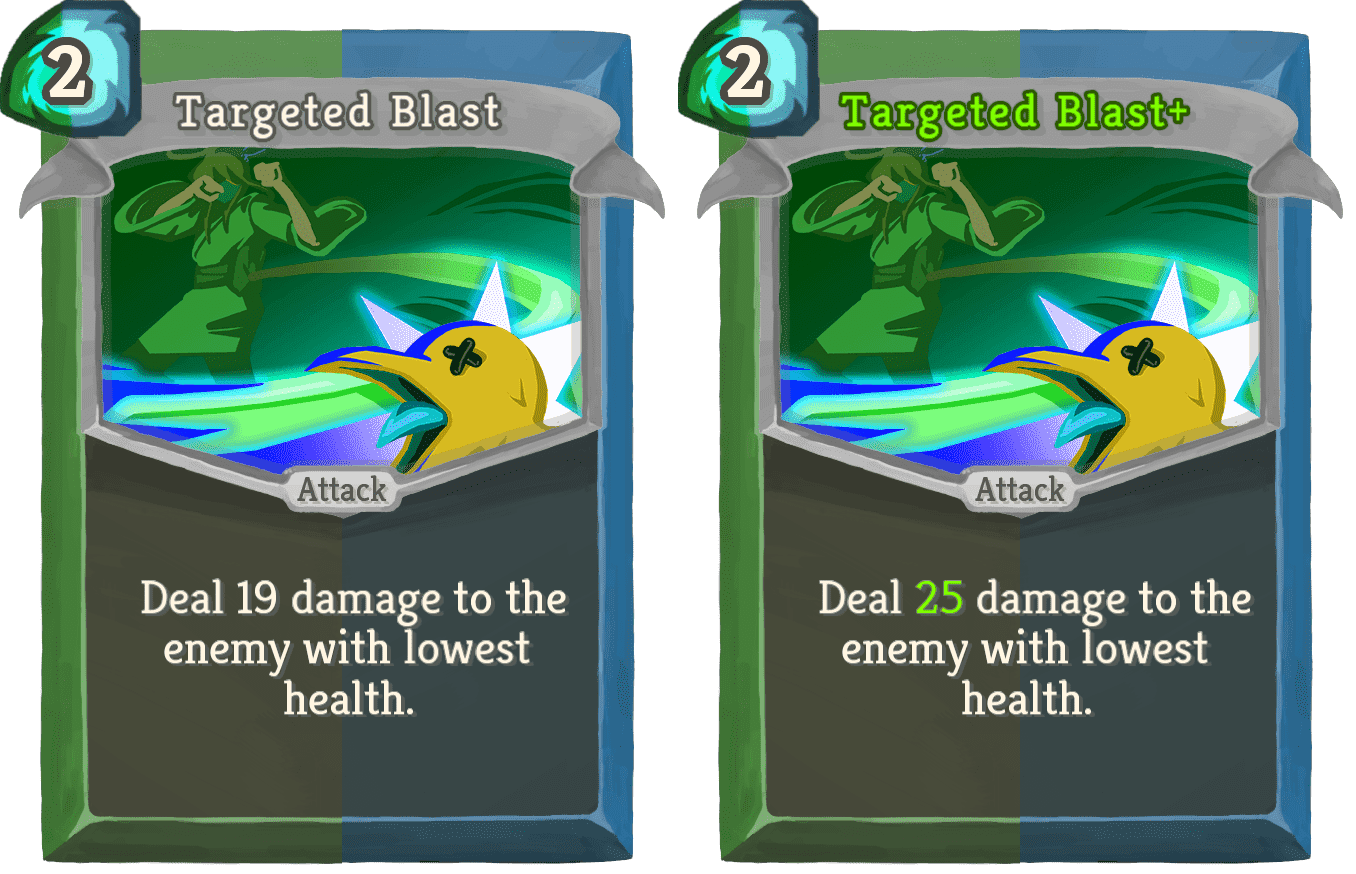 2
Targeted Blast
Attack
Deal 19 damage to the
enemy with lowest
health.
2
Targeted Blast+
Attack
Deal 25 damage to the
enemy with lowest
health.